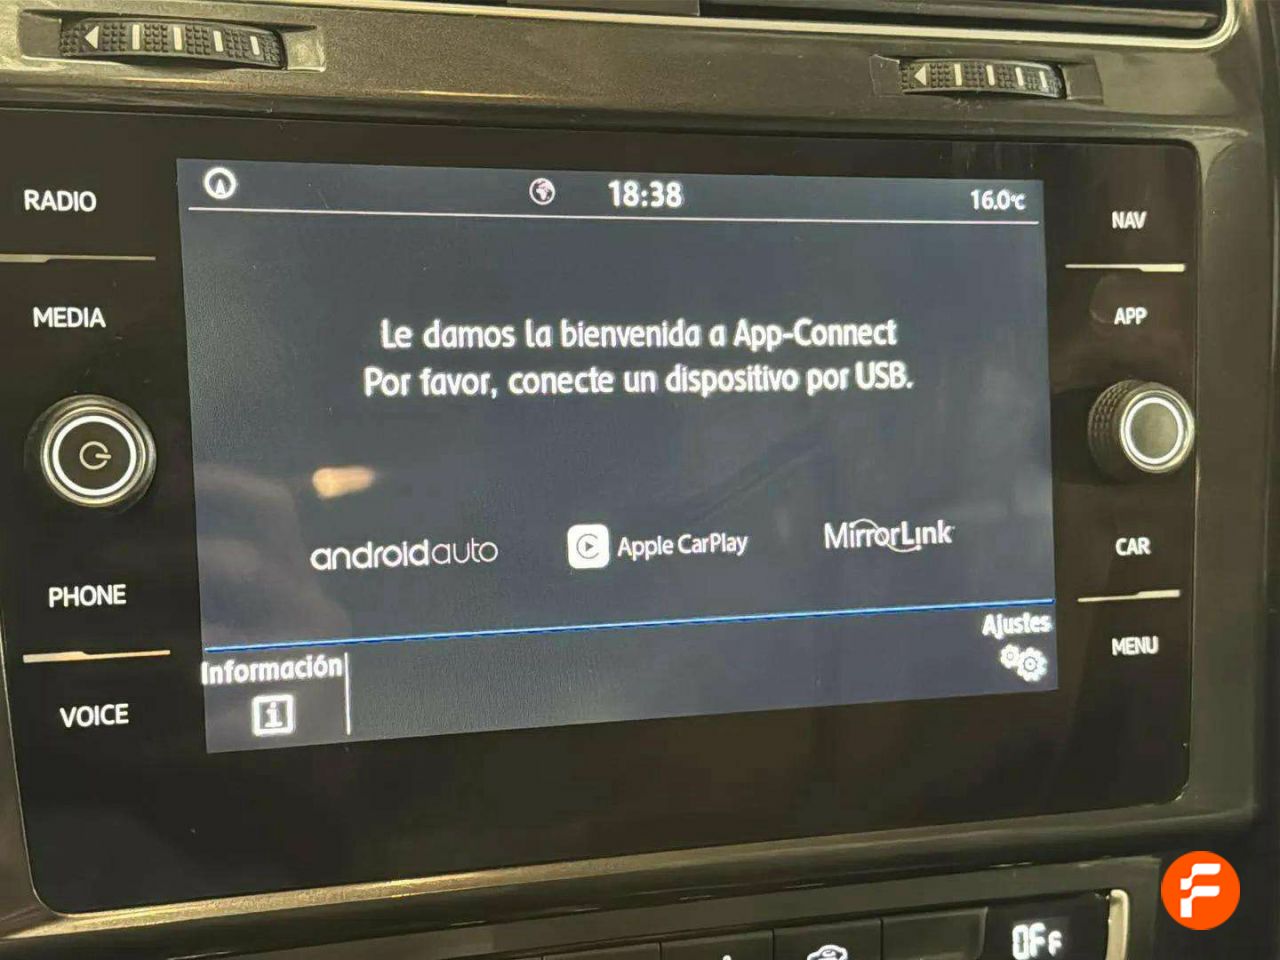 RADIO
MEDIA
PHONE
VOICE
18:38
16.0°C
Le damos la bienvenida a App-Connect
Por favor, conecte un dispositivo por USB.
androidauto
Apple CarPlay
MirrorLink
Información
Ajustes
NAV
APP
CAR
MENU
OFF